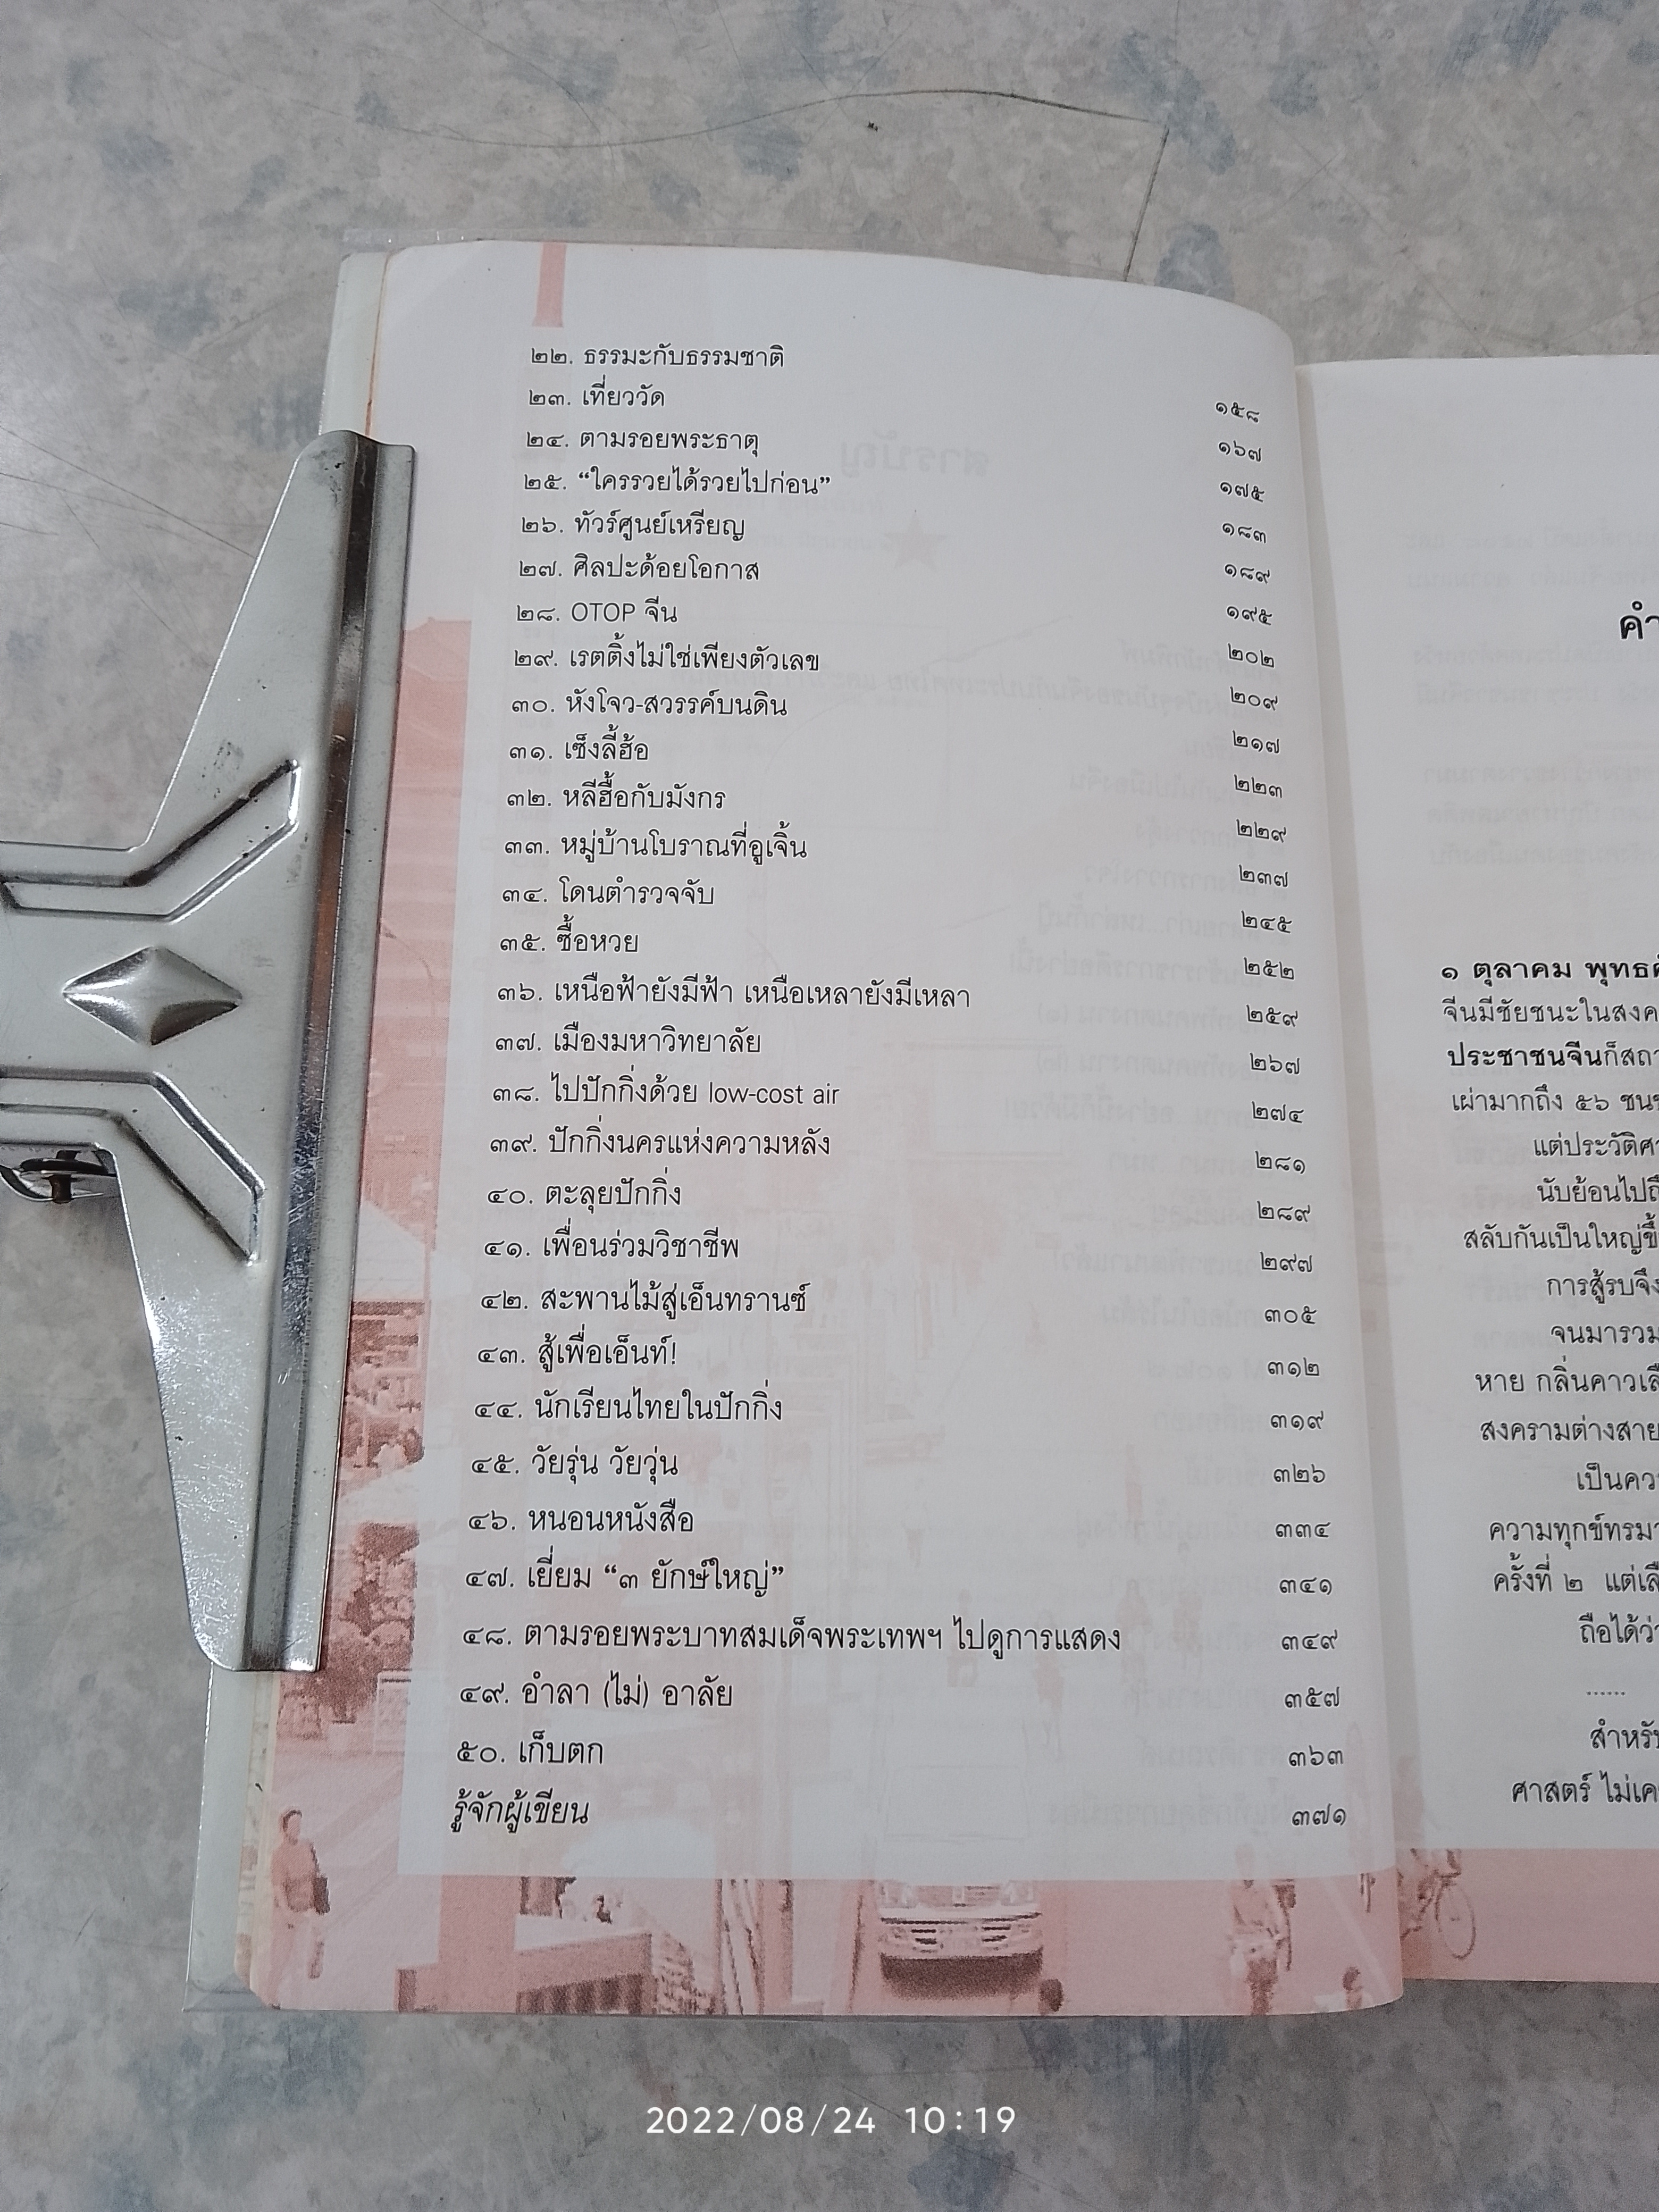 ๒๒. ธรรมะกับธรรมชาติ ๑๕๘
๒๓. เที่ยววัด ๑๖๗
๒๔. ตามรอยพระธาตุ ๑๗๕
๒๕. “ใครรวยได้รวยไปก่อน” ๑๘๓
๒๖. ทัวร์ศูนย์เหรียญ ๑๘๙
๒๗. ศิลปะด้อยโอกาส ๑๙๕
๒๘. OTOP จีน ๒๐๒
๒๙. เรตติ้งไม่ใช่เพียงตัวเลข ๒๐๙
๓๐. หังโจว-สวรรค์บนดิน ๒๑๗
๓๑. เซ็งลี้ฮ้อ ๒๒๓
๓๒. หลีฮื้อกับมังกร ๒๒๙
๓๓. หมู่บ้านโบราณที่อูเจิ้น ๒๓๗
๓๔. โดนตำรวจจับ ๒๔๕
๓๕. ซื้อหวย ๒๕๒
๓๖. เหนือฟ้ายังมีฟ้า เหนือเหลายังมีเหลา ๒๕๙
๓๗. เมืองมหาวิทยาลัย ๒๖๗
๓๘. ไปปักกิ่งด้วย low-cost air ๒๗๔
๓๙. ปักกิ่งนครแห่งความหลัง ๒๘๑
๔๐. ตะลุยปักกิ่ง ๒๘๙
๔๑. เพื่อนร่วมวิชาชีพ ๒๙๗
๔๒. สะพานไม้สู่เอ็นทรานซ์ ๓๐๕
๔๓. สู้เพื่อเอ็นท์! ๓๑๒
๔๔. นักเรียนไทยในปักกิ่ง ๓๑๙
๔๕. วัยรุ่น วัยวุ่น ๓๒๖
๔๖. หนอนหนังสือ ๓๓๔
๔๗. เยี่ยม “๓ ยักษ์ใหญ่” ๓๔๑
๔๘. ตามรอยพระบาทสมเด็จพระเทพฯ ไปดูการแสดง ๓๔๙
๔๙. อำลา (ไม่) อาลัย ๓๕๗
๕๐. เก็บตก ๓๖๓
รู้จักผู้เขียน ๓๗๑
คำ
๑ ตุลาคม
จีนมีชัยชนะในสงค
ประชาชนจีนก็สถา
เผ่ามากถึง ๕๖ ชน
แต่ประวัติศา
นับย้อนไปถึ
สลับกันเป็นใหญ่ขึ้
การสู้รบจึง
จนมารวม
หาย กลิ่นคาวเลื
สงครามต่างสาย
เป็นควา
ความทุกข์ทรมา
ครั้งที่ ๒ แต่เลื
ถือได้ว่า
......
สำหรับ
ศาสตร์ ไม่เค
2022/08/24 10:19